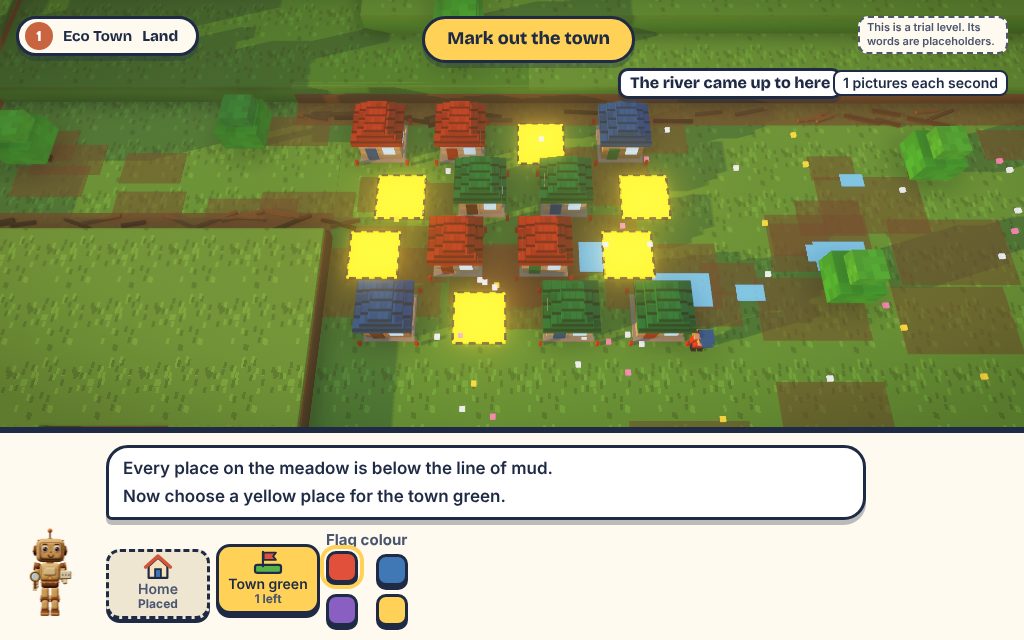 1 Eco Town Land
Mark out the town
This is a trial level. Its
words are placeholders.
The river came up to here
1 pictures each second
Every place on the meadow is below the line of mud.
Now choose a yellow place for the town green.
Flag colour
Home
Placed
Town green
1 left